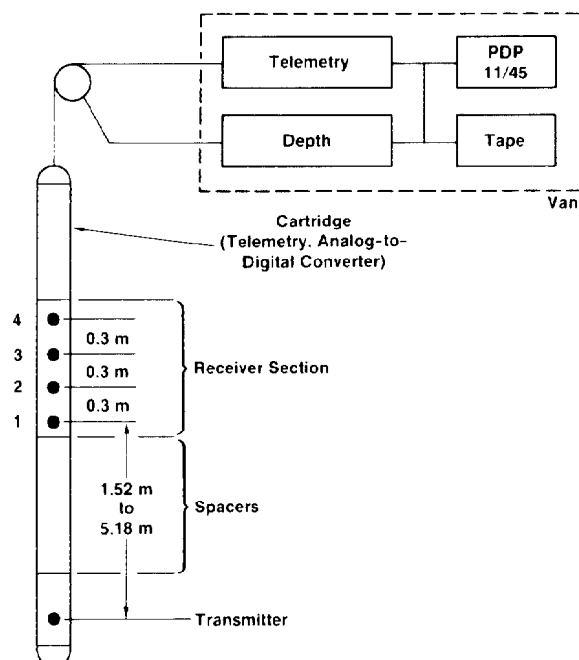 Telemetry
PDP
11/45
Depth
Tape
Van
Cartridge
(Telemetry, Analog-to-
Digital Converter)
4
0.3 m
3
0.3 m
2
0.3 m
1
Receiver Section
1.52 m
to
5.18 m
Spacers
Transmitter